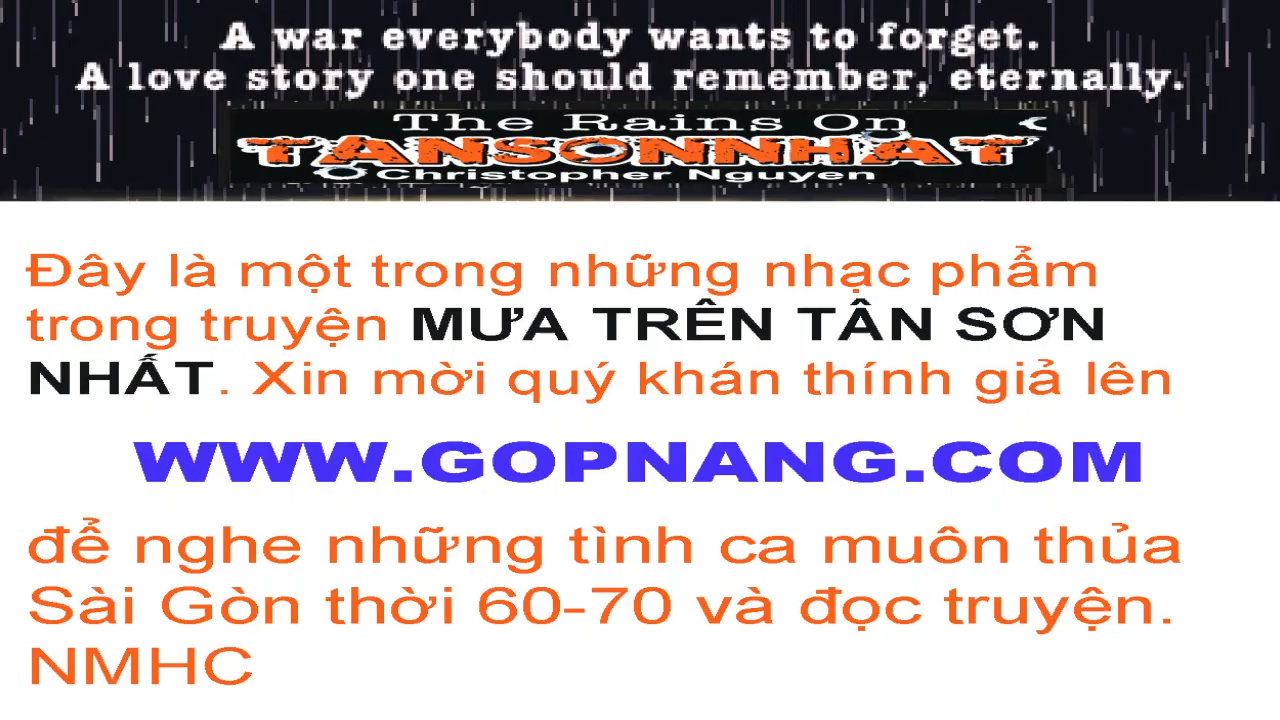 A war everybody wants to forget.
A love story one should remember, eternally.
The Rains On
TANSONNHAT
Christopher Nguyen
Đây là một trong những nhạc phẩm
trong truyện MƯA TRÊN TÂN SƠN
NHẤT. Xin mời quý khán thính giả lên
WWW.GOPNANG.COM
để nghe những tình ca muôn thủa
Sài Gòn thời 60-70 và đọc truyện.
NMHC